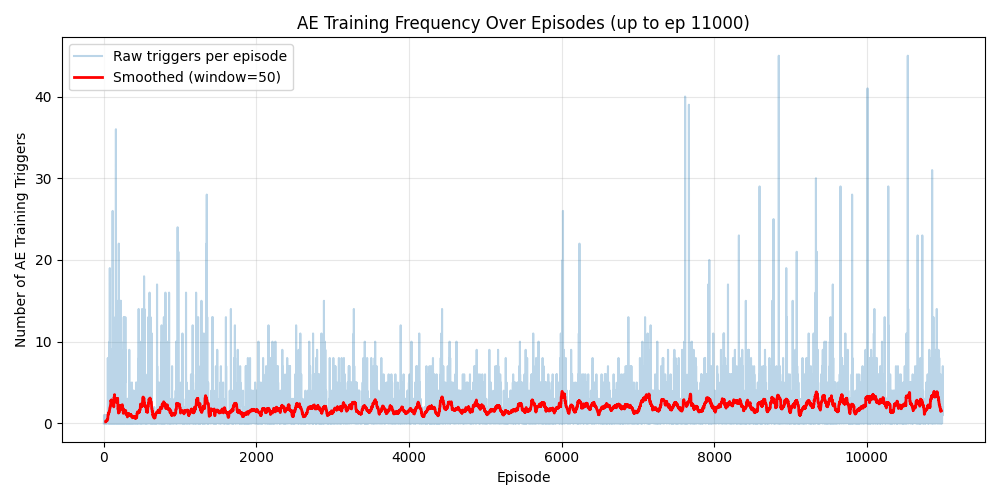 AE Training Frequency Over Episodes (up to ep 11000)
Raw triggers per episode
Smoothed (window=50)
Number of AE Training Triggers
40
30
20
10
0
0 2000 4000 6000 8000 10000
Episode